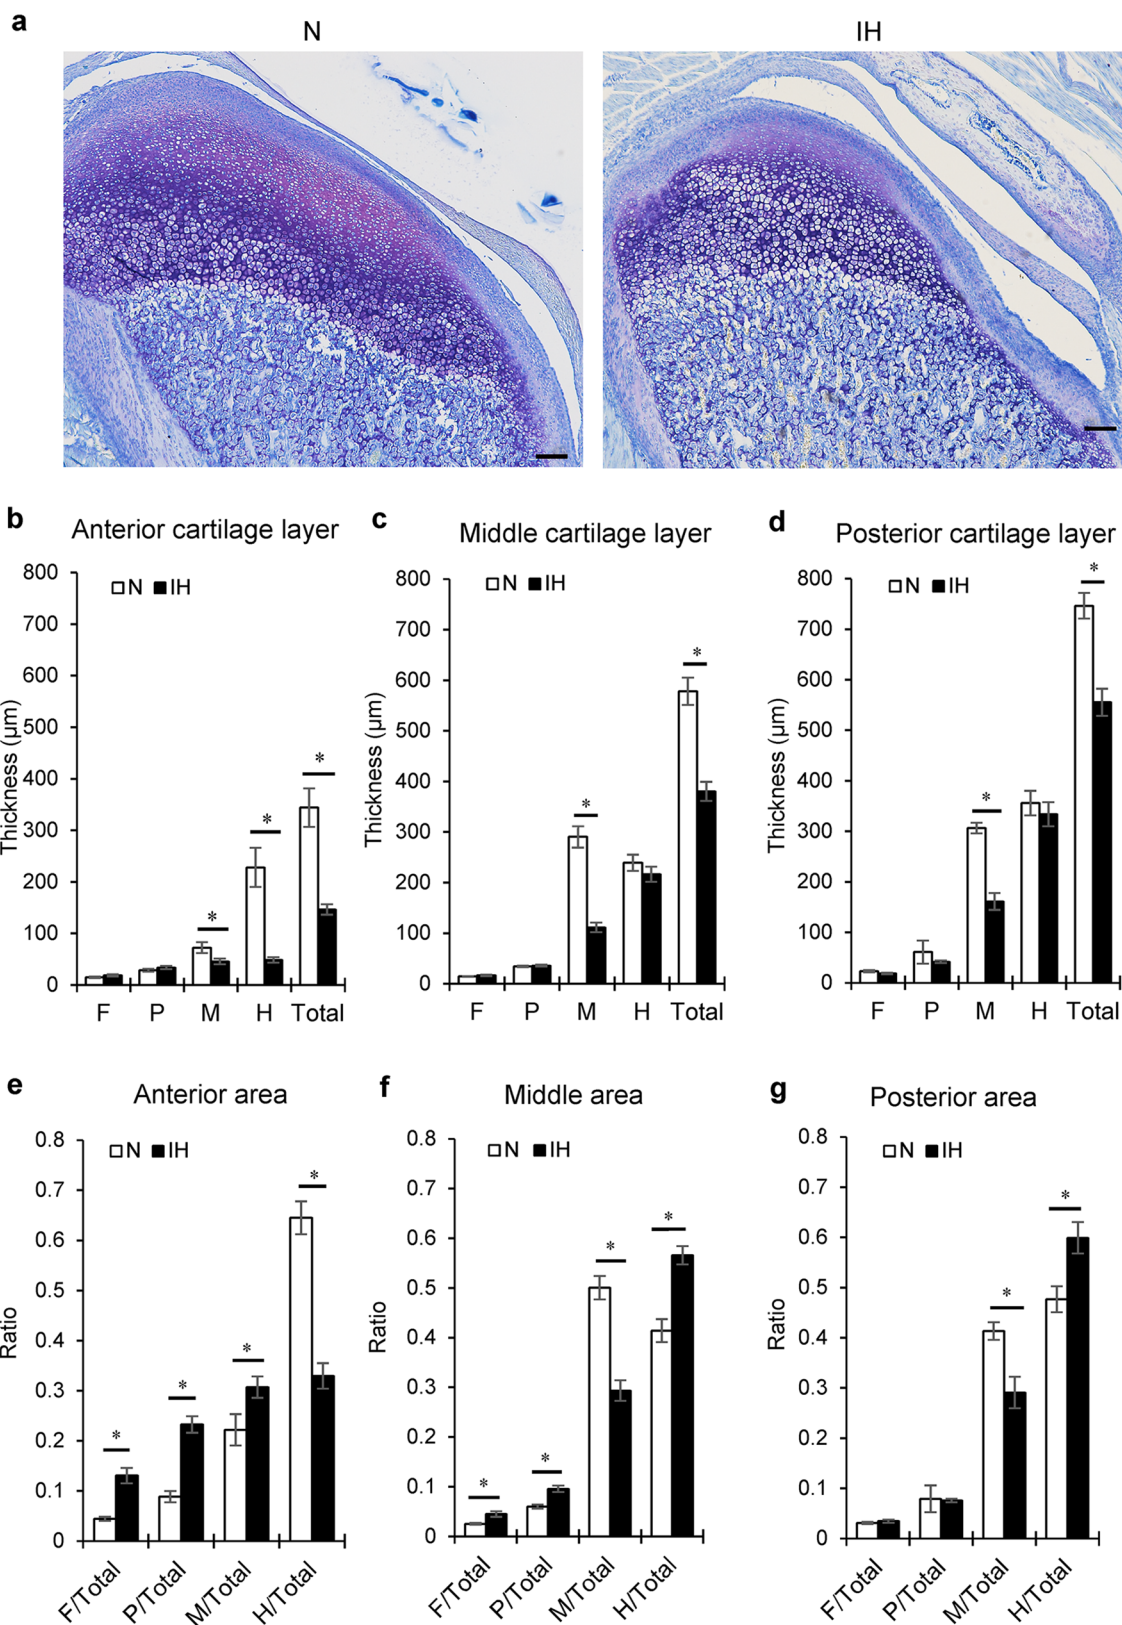 a
N
IH
b
Anterior cartilage layer
N IH
Thickness (μm)
800
700
600
500
400
300
200
100
0
*
*
*
F P M H Total
c
Middle cartilage layer
N IH
Thickness (μm)
800
700
600
500
400
300
200
100
0
*
*
F P M H Total
d
Posterior cartilage layer
N IH
Thickness (μm)
800
700
600
500
400
300
200
100
0
*
*
F P M H Total
e
Anterior area
N IH
Ratio
0.8
0.7
0.6
0.5
0.4
0.3
0.2
0.1
0
*
*
*
*
F/Total P/Total M/Total H/Total
f
Middle area
N IH
Ratio
0.8
0.7
0.6
0.5
0.4
0.3
0.2
0.1
0
*
*
*
*
F/Total P/Total M/Total H/Total
g
Posterior area
N IH
Ratio
0.8
0.7
0.6
0.5
0.4
0.3
0.2
0.1
0
*
*
F/Total P/Total M/Total H/Total